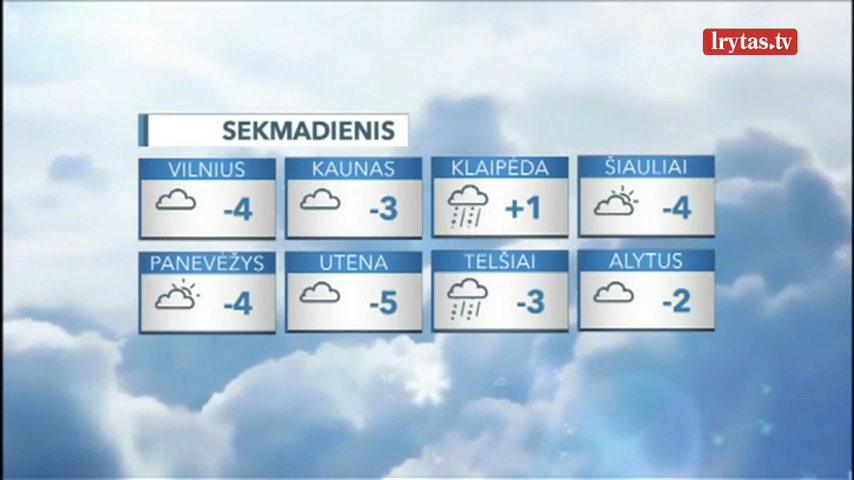 lrytas.tv
SEKMADIENIS
VILNIUS
-4
KAUNAS
-3
KLAIPĖDA
+1
ŠIAULIAI
-4
PANEVĖŽYS
-4
UTENA
-5
TELŠIAI
-3
ALYTUS
-2